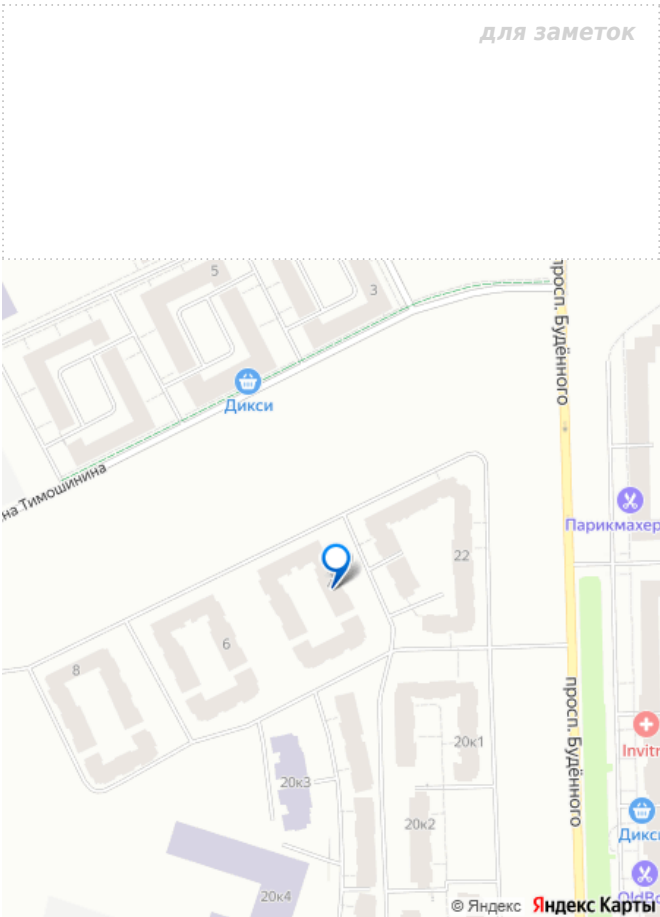 для заметок
5
3
просп. Будённого
Дикси
на Тимошинина
Парикмахер
22
6
8
просп. Будённого
20к1
Invitr
20к3
20к2
Дикси
20к4
OldBo
© Яндекс Яндекс Карты